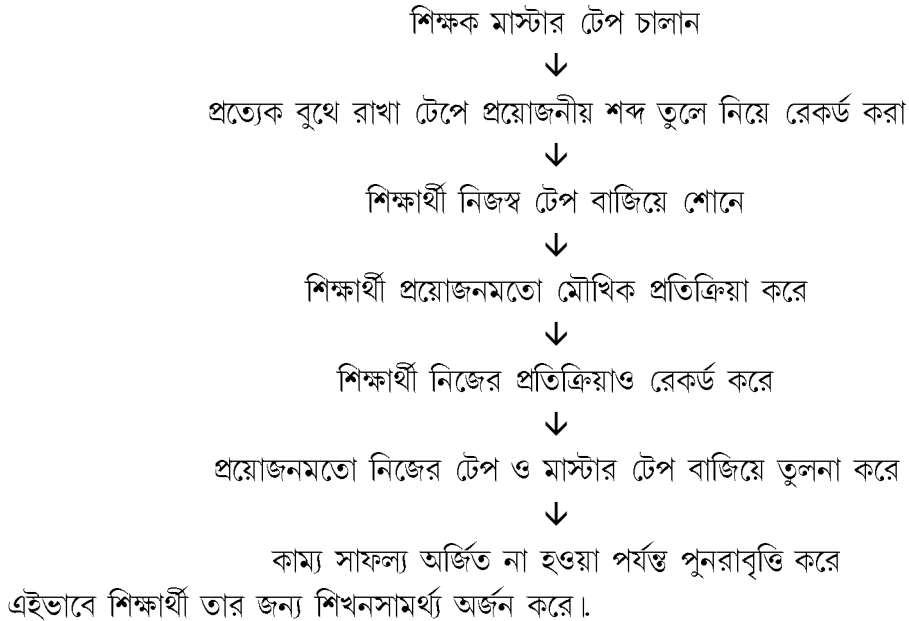 শিক্ষক মাস্টার টেপ চালান
↓
প্রত্যেক বুথে রাখা টেপে প্রয়োজনীয় শব্দ তুলে নিয়ে রেকর্ড করা
↓
শিক্ষার্থী নিজস্ব টেপ বাজিয়ে শোনে
↓
শিক্ষার্থী প্রয়োজনমতো মৌখিক প্রতিক্রিয়া করে
↓
শিক্ষার্থী নিজের প্রতিক্রিয়াও রেকর্ড করে
↓
প্রয়োজনমতো নিজের টেপ ও মাস্টার টেপ বাজিয়ে তুলনা করে
↓
কাম্য সাফল্য অর্জিত না হওয়া পর্যন্ত পুনরাবৃত্তি করে
এইভাবে শিক্ষার্থী তার জন্য শিখনসামর্থ্য অর্জন করে।.